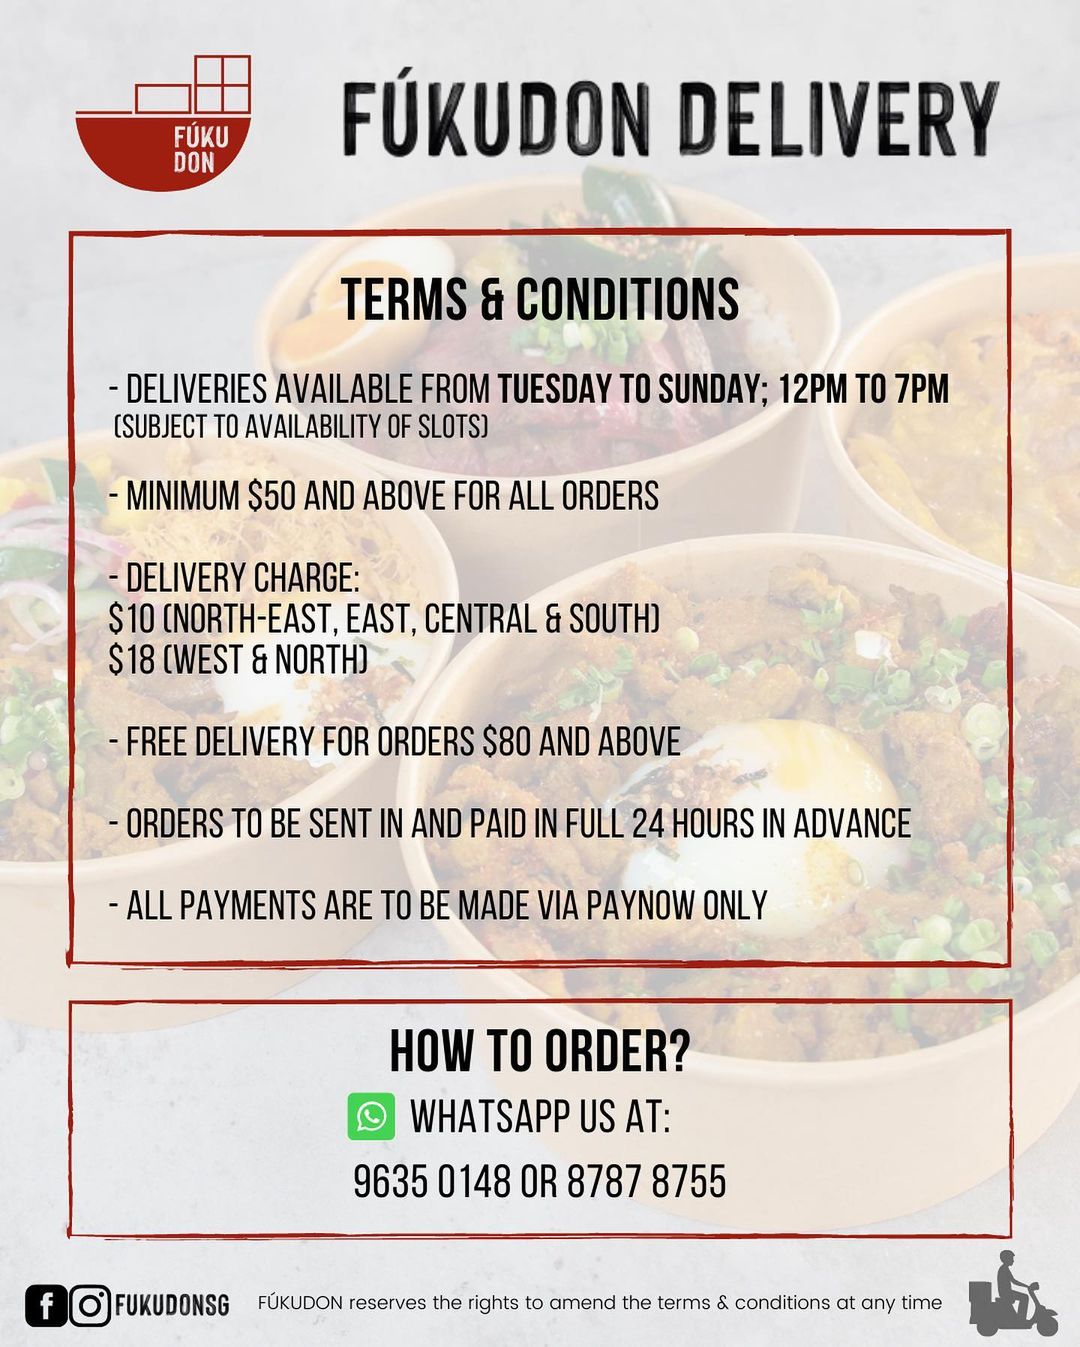 FÚKU
DON
FÚKUDON DELIVERY
TERMS & CONDITIONS
- DELIVERIES AVAILABLE FROM TUESDAY TO SUNDAY; 12PM TO 7PM
(SUBJECT TO AVAILABILITY OF SLOTS)
- MINIMUM $50 AND ABOVE FOR ALL ORDERS
- DELIVERY CHARGE:
$10 (NORTH-EAST, EAST, CENTRAL & SOUTH)
$18 (WEST & NORTH)
- FREE DELIVERY FOR ORDERS $80 AND ABOVE
- ORDERS TO BE SENT IN AND PAID IN FULL 24 HOURS IN ADVANCE
- ALL PAYMENTS ARE TO BE MADE VIA PAYNOW ONLY
HOW TO ORDER?
WHATSAPP US AT:
9635 0148 OR 8787 8755
FUKUDONSG
FÚKUDON reserves the rights to amend the terms & conditions at any time